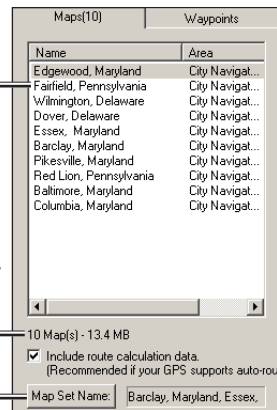 Maps(10) Waypoints
Name Area
Edgewood, Maryland City Navigat...
Fairfield, Pennsylvania City Navigat...
Wilmington, Delaware City Navigat...
Dover, Delaware City Navigat...
Essex, Maryland City Navigat...
Barclay, Maryland City Navigat...
Pikesville, Maryland City Navigat...
Red Lion, Pennsylvania City Navigat...
Baltimore, Maryland City Navigat...
Columbia, Maryland City Navigat...
10 Map(s) - 13.4 MB
Include route calculation data.
(Recommended if your GPS supports auto-rou
Map Set Name: Barclay, Maryland, Essex,